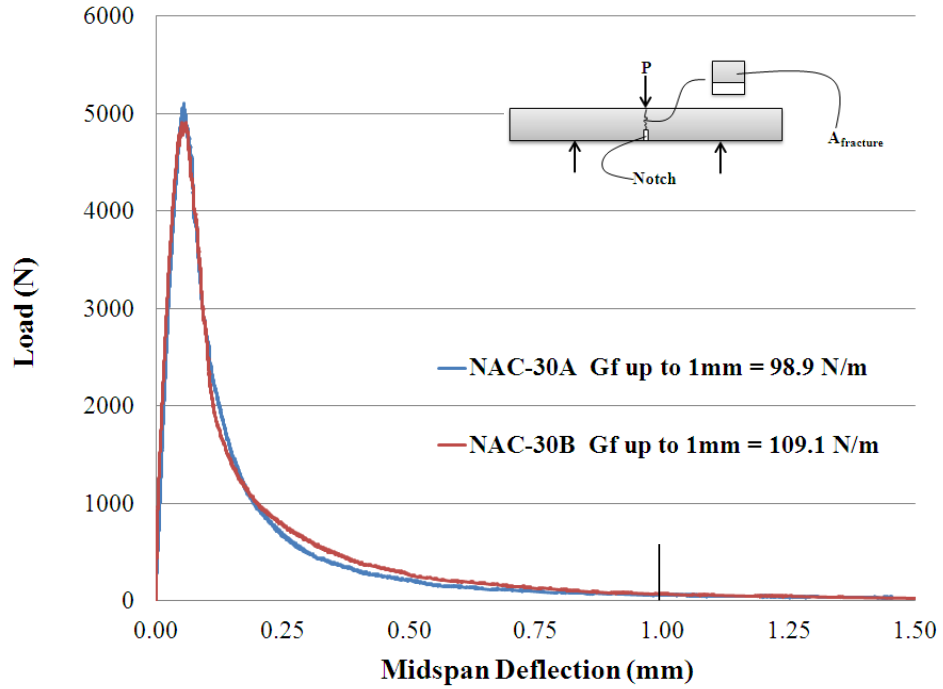 6000
5000
4000
3000
2000
1000
0
Load (N)
P
A fracture
Notch
NAC-30A Gf up to 1mm = 98.9 N/m
NAC-30B Gf up to 1mm = 109.1 N/m
0.00 0.25 0.50 0.75 1.00 1.25 1.50
Midspan Deflection (mm)